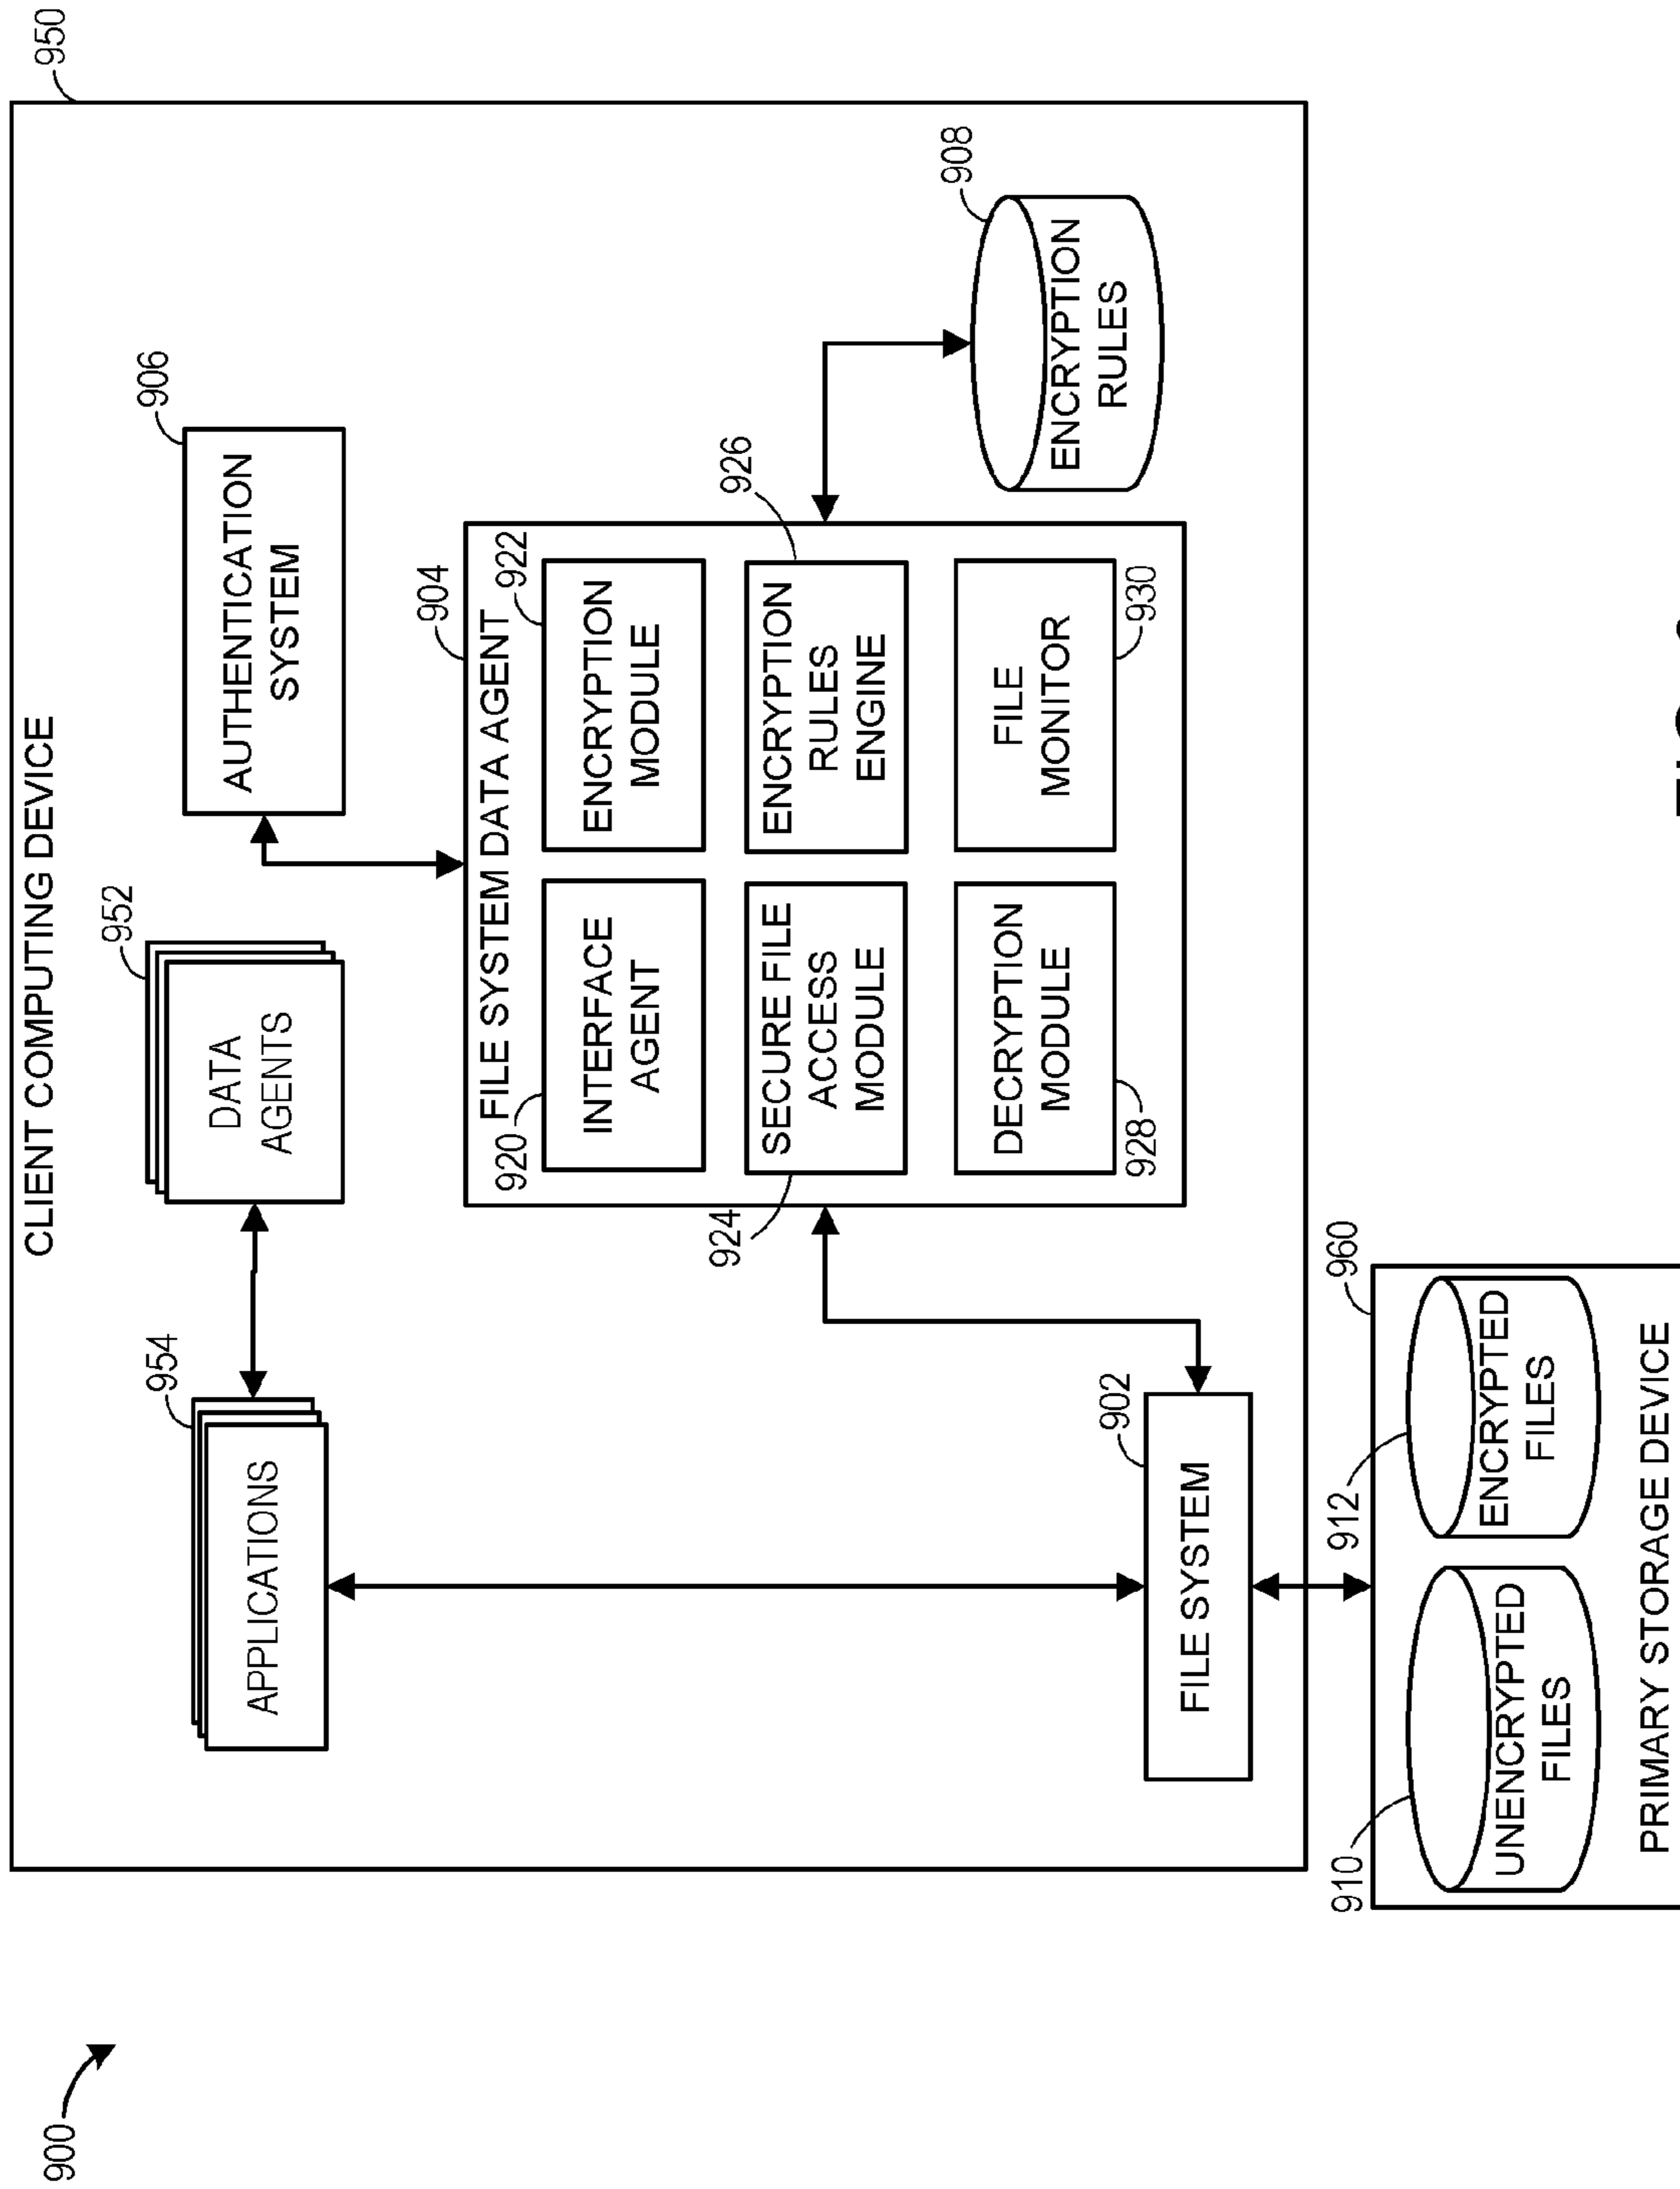 900
CLIENT COMPUTING DEVICE
950
954
APPLICATIONS
952
DATA
AGENTS
906
AUTHENTICATION
SYSTEM
904
FILE SYSTEM DATA AGENT
920
INTERFACE
AGENT
922
ENCRYPTION
MODULE
924
SECURE FILE
ACCESS
MODULE
926
ENCRYPTION
RULES
ENGINE
928
DECRYPTION
MODULE
930
FILE
MONITOR
908
ENCRYPTION
RULES
902
FILE SYSTEM
960
910
UNENCRYPTED
FILES
912
ENCRYPTED
FILES
PRIMARY STORAGE DEVICE